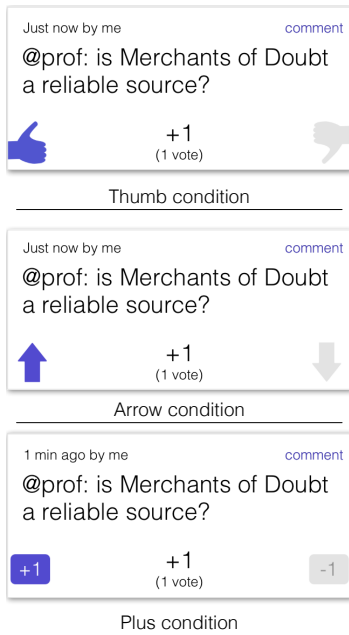 Just now by me comment
@prof: is Merchants of Doubt
a reliable source?
+1
(1 vote)
Thumb condition
Just now by me comment
@prof: is Merchants of Doubt
a reliable source?
+1
(1 vote)
Arrow condition
1 min ago by me comment
@prof: is Merchants of Doubt
a reliable source?
+1 +1 -1
(1 vote)
Plus condition